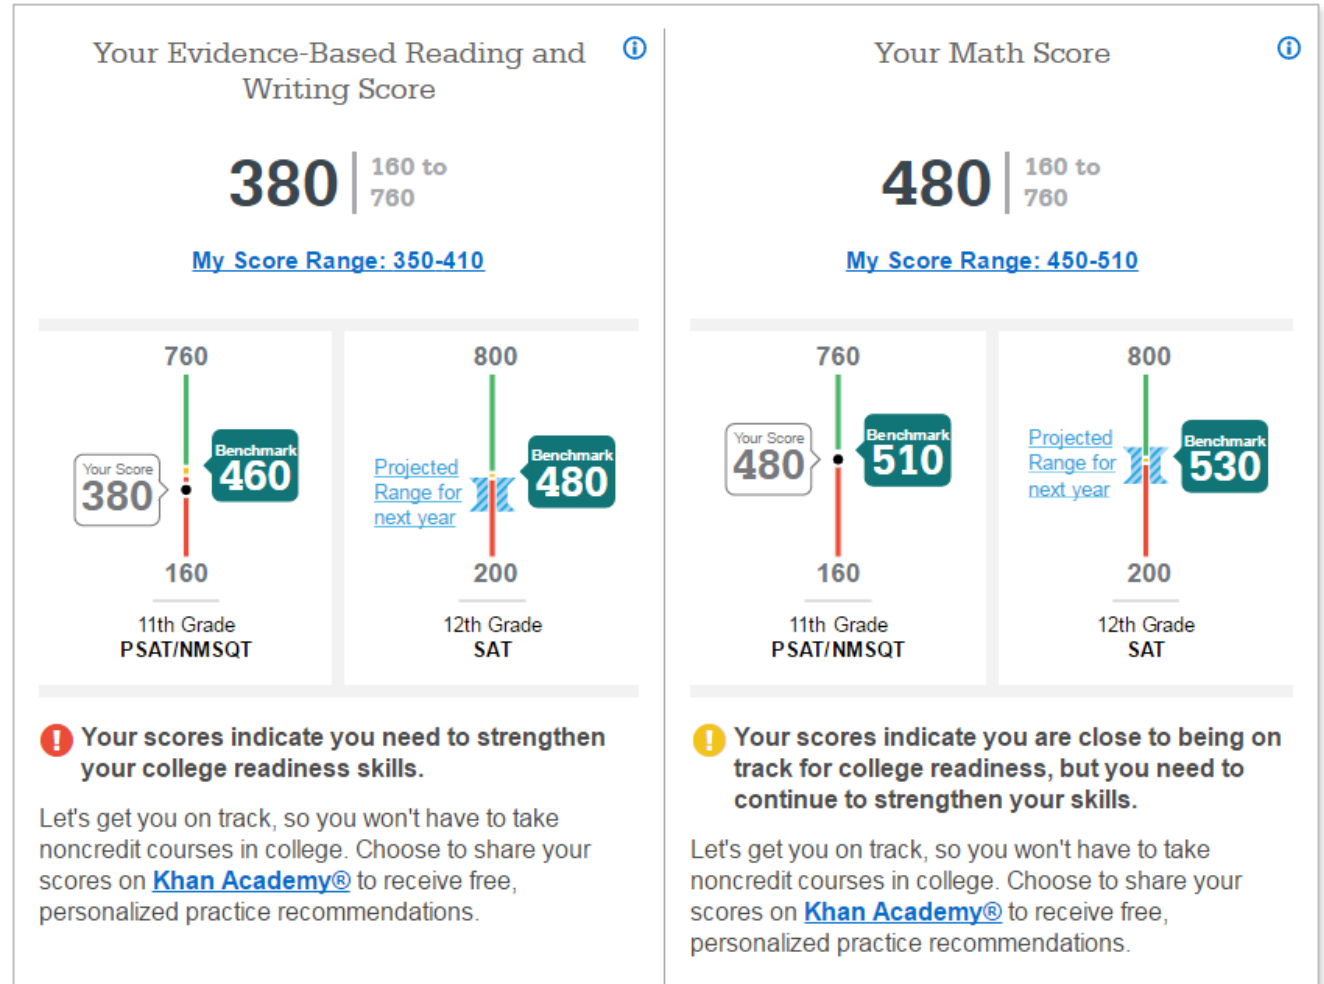 Your Evidence-Based Reading and
Writing Score
380
160 to
760
My Score Range: 350-410
760
Your Score
380
Benchmark
460
160
11th Grade
PSAT/NMSQT
800
Projected
Range for
next year
Benchmark
480
200
12th Grade
SAT
Your scores indicate you need to strengthen
your college readiness skills.
Let's get you on track, so you won't have to take
noncredit courses in college. Choose to share your
scores on Khan Academy® to receive free,
personalized practice recommendations.
Your Math Score
480
160 to
760
My Score Range: 450-510
760
Your Score
480
Benchmark
510
160
11th Grade
PSAT/NMSQT
800
Projected
Range for
next year
Benchmark
530
200
12th Grade
SAT
Your scores indicate you are close to being on
track for college readiness, but you need to
continue to strengthen your skills.
Let's get you on track, so you won't have to take
noncredit courses in college. Choose to share your
scores on Khan Academy® to receive free,
personalized practice recommendations.